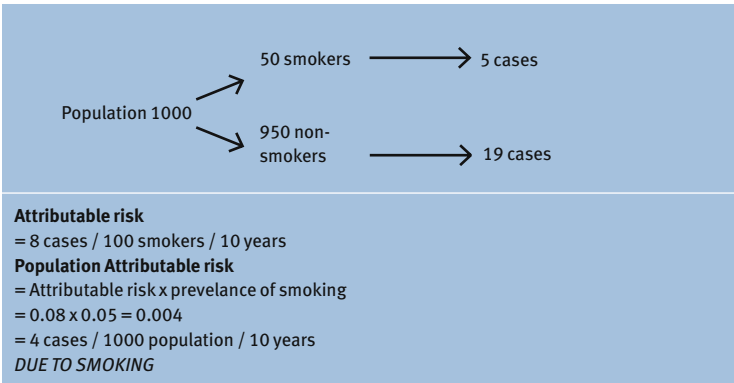 50 smokers
5 cases
Population 1000
950 non-
smokers
19 cases
Attributable risk
= 8 cases / 100 smokers / 10 years
Population Attributable risk
= Attributable risk x prevelance of smoking
= 0.08 x 0.05 = 0.004
= 4 cases / 1000 population / 10 years
DUE TO SMOKING